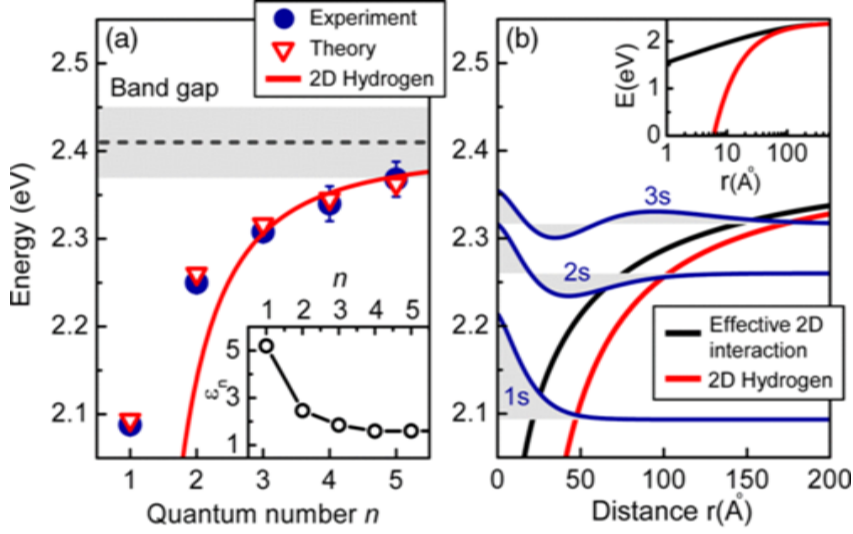 (a)
Experiment
Theory
2D Hydrogen
Band gap
Energy (eV)
2.5
2.4
2.3
2.2
2.1
1 2 3 4 5
Quantum number n
n
1 2 3 4 5
εn
5
3
1
(b)
2.5
2.4
2.3
2.2
2.1
3s
2s
1s
Effective 2D
interaction
2D Hydrogen
0 50 100 150 200
Distance r(Å)
E(eV)
2
1
0
1 10 100
r(Å)